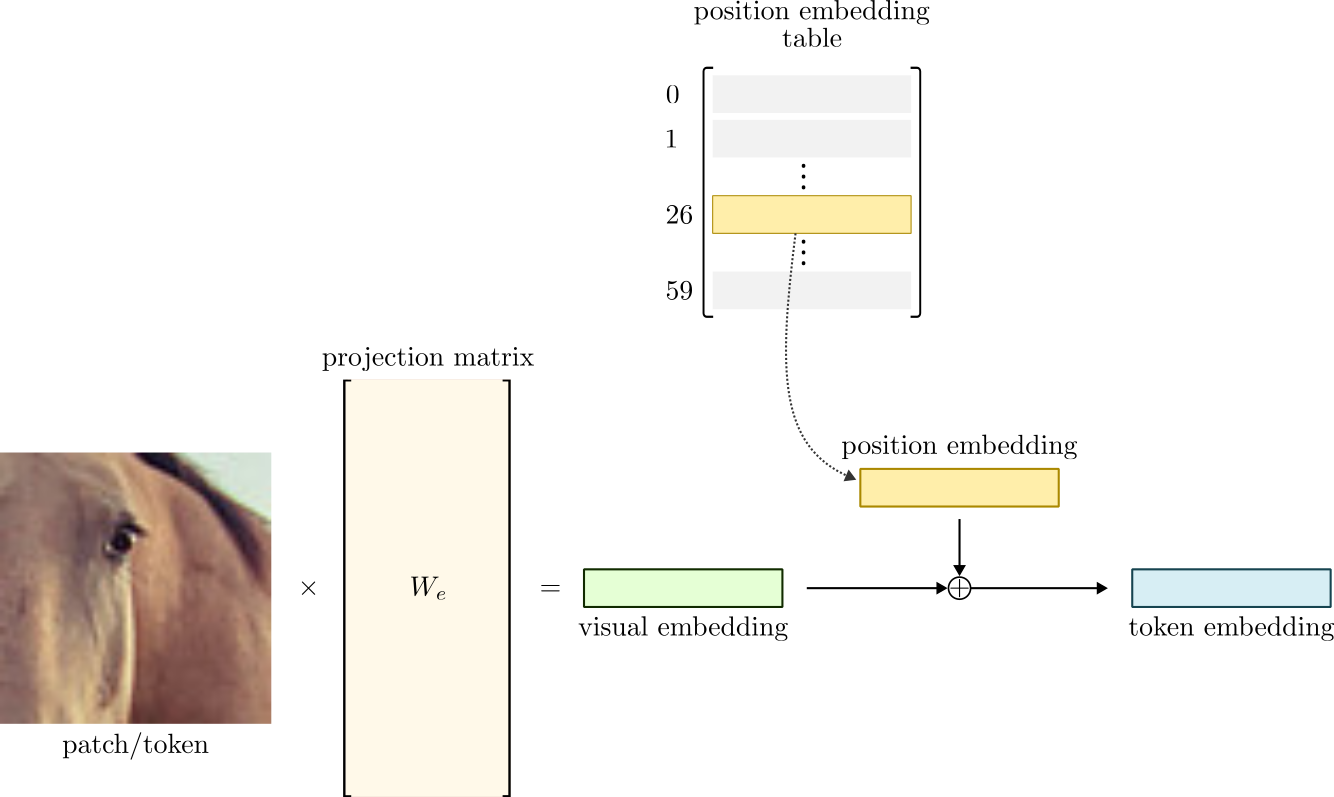 position embedding
table
0
1
26
59
projection matrix
position embedding
× W_e =
visual embedding
token embedding
patch/token